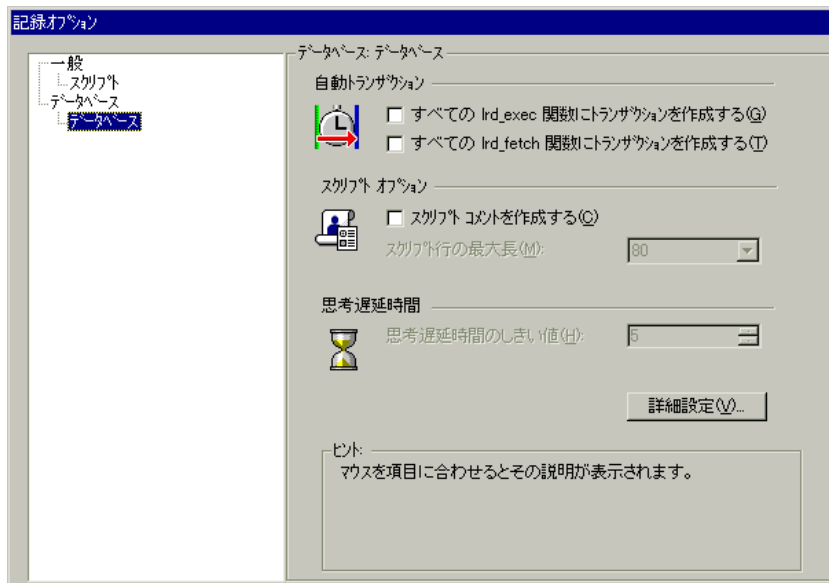 記録オプション
一般
スクリプト
データベース
データベース
データベース: データベース
自動トランザクション
すべての lrd_exec 関数にトランザクションを作成する(G)
すべての lrd_fetch 関数にトランザクションを作成する(T)
スクリプト オプション
スクリプト コメントを作成する(C)
スクリプト行の最大長(M):
80
思考遅延時間
思考遅延時間のしきい値(H):
5
詳細設定(V)...
ヒント:
マウスを項目に合わせるとその説明が表示されます。